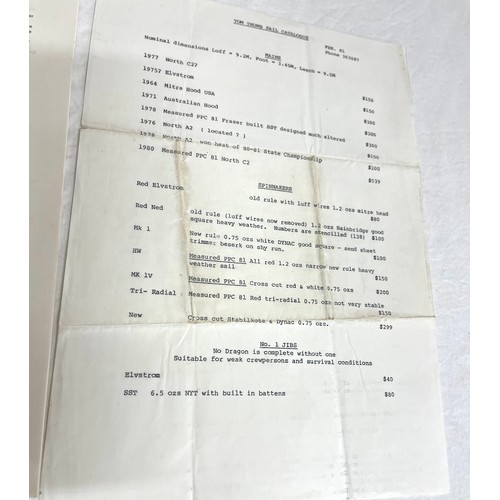 TOM THUMB SAIL CATALOGUE
FEB. 81
Phone
Nominal dimensions Luff = 9.2M, Foot = 3.45M, Leach = 9.0M
MAINS
1977 North C27 $150
1975? Elvstrom $150
1964 Mitre Hood USA $100
1971 Australian Hood $300
1978 Measured PPC 81 Fraser built BPT designed much altered $305
1976 North A2 ( located ? ) $300
1978 North A2 won heat of 80-81 State Championship $150
1980 Measured PPC 81 North C2 $200
$539
SPINNAKERS
Red Elvstrom old rule with luff wires 1.2 ozs mitre head $80
Red Ned old rule (luff wires now removed) 1.2 ozs Bainbridge good
square heavy weather. Numbers are stencilled (138) $100
Mk 1 New rule 0.75 ozs white DYNAC good square - send sheet
trimmer beserk on shy run. $100
HW Measured PPC 81 All red 1.2 ozs narrow new rule heavy
weather sail $150
MK 1V Measured PPC 81 Cross cut red & white 0.75 ozs $200
Tri- Radial Measured PPC 81 Red tri-radial 0.75 ozs not very stable
$150
New Cross cut Stabilkote & Dynac 0.75 ozs. $299
No. 1 JIBS
No Dragon is complete without one
Suitable for weak crewpersons and survival conditions
Elvstrom $40
SST 6.5 ozs NYT with built in battens $80